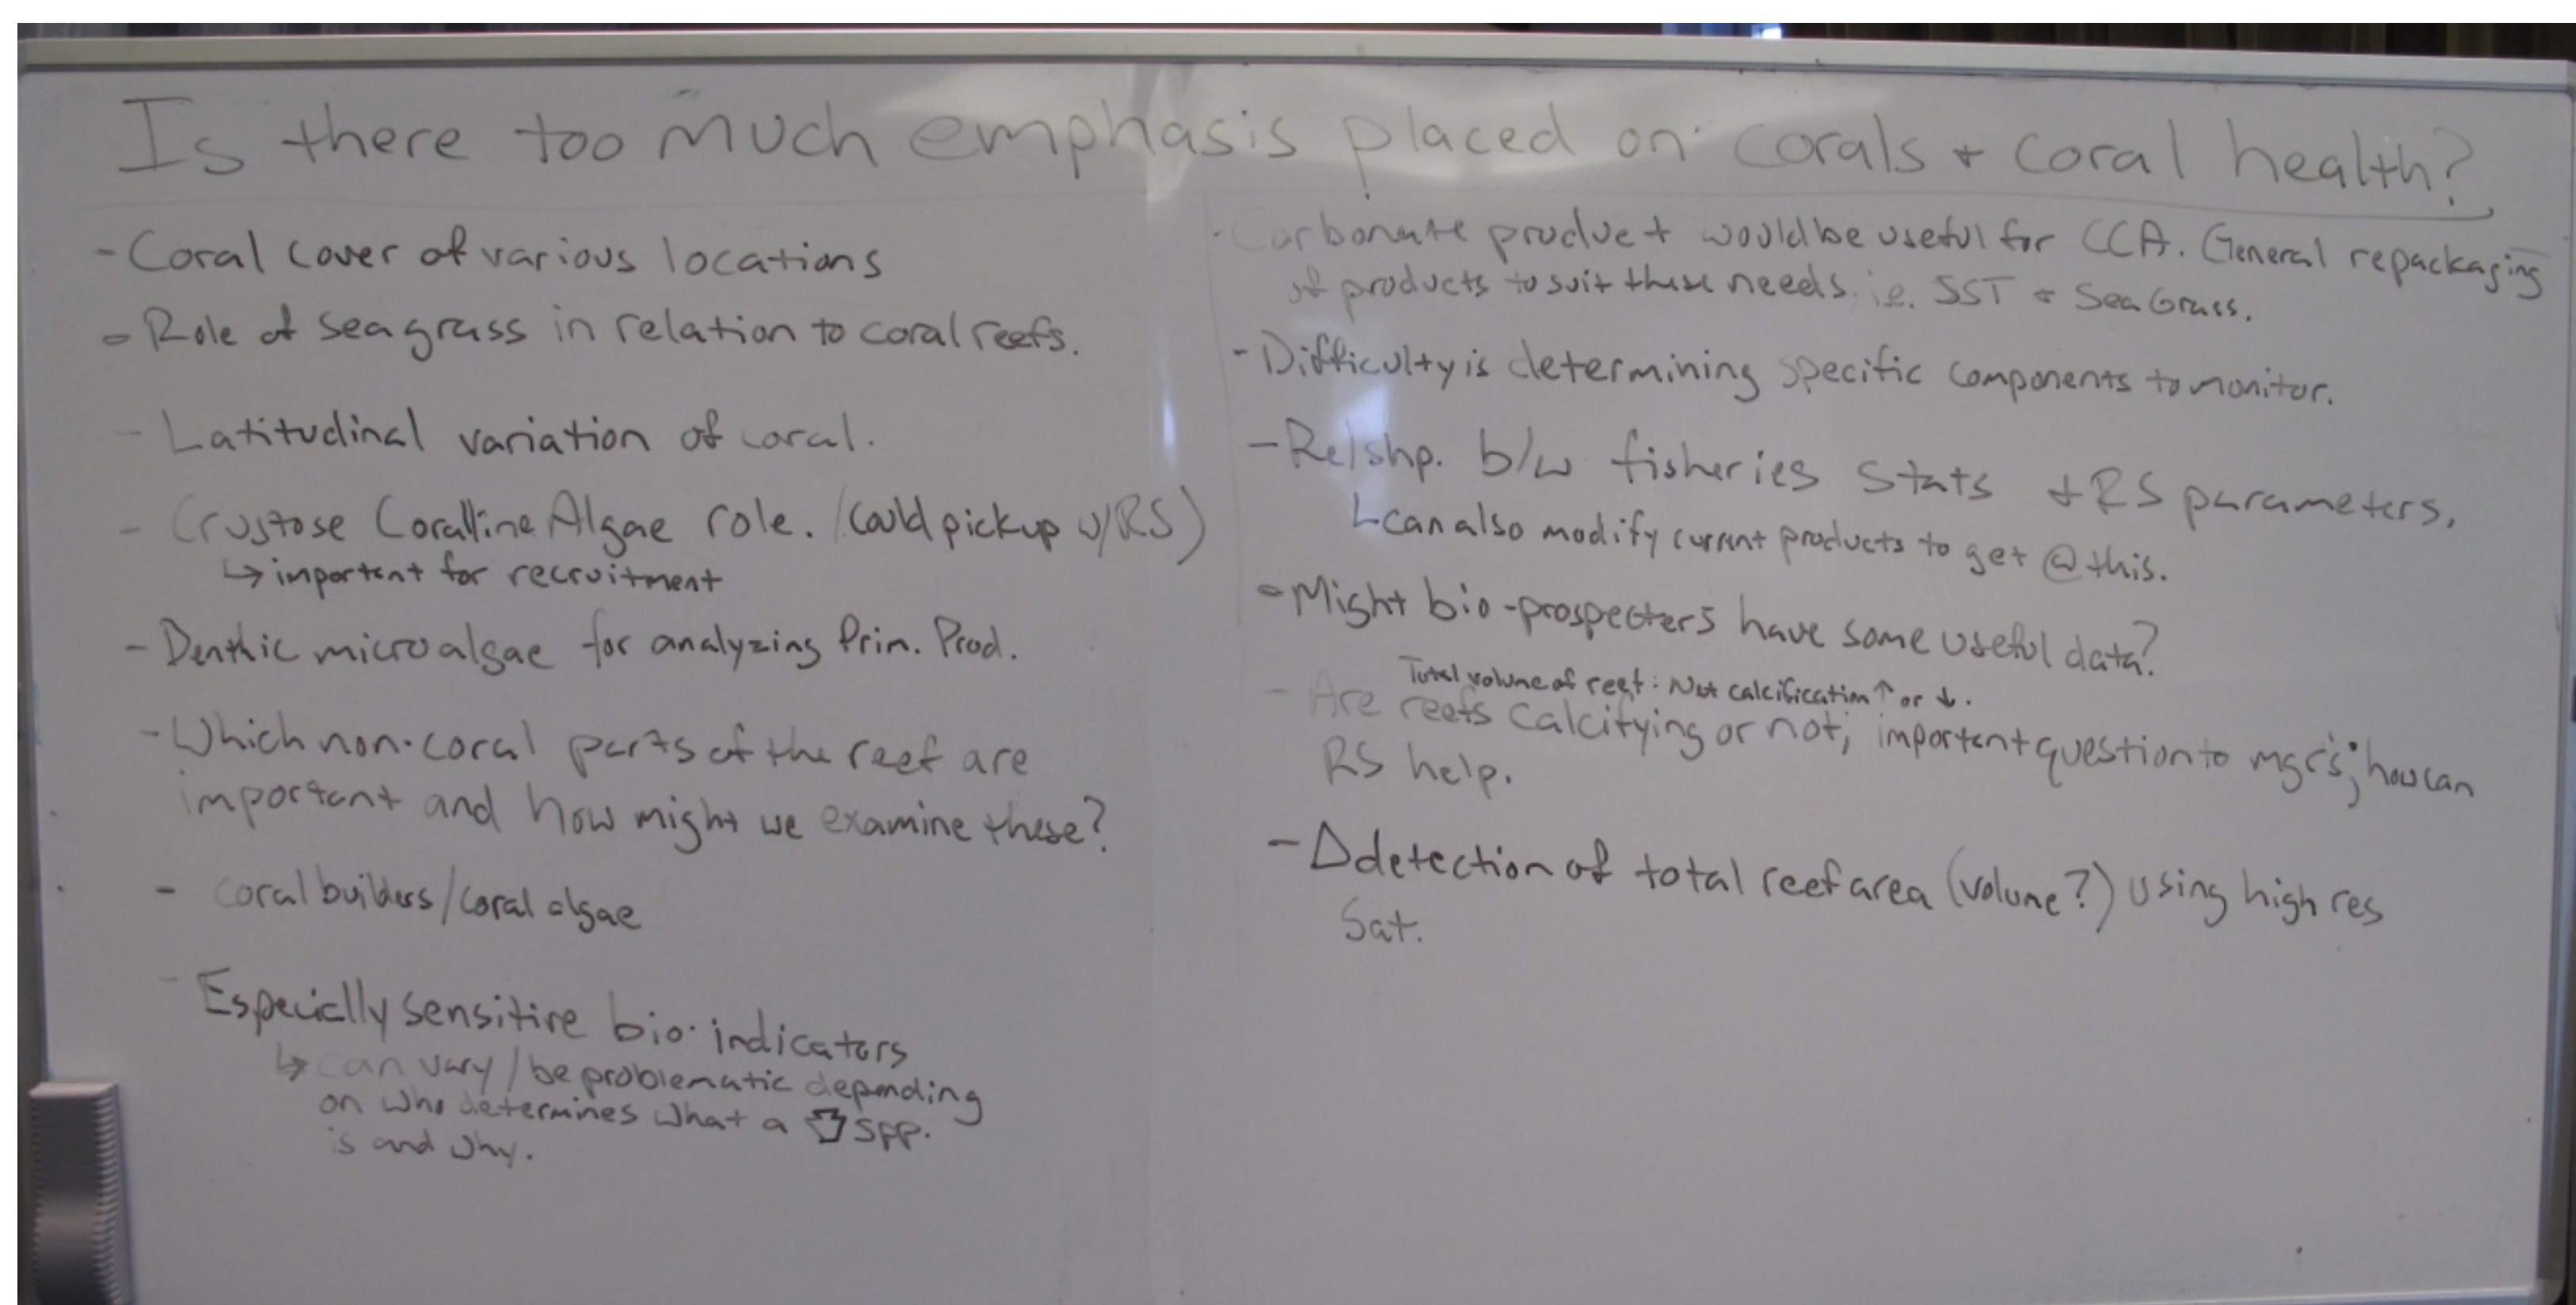 Is there too much emphasis placed on corals + coral health?
- Coral cover of various locations
- Role of seagrass in relation to coral reefs.
- Latitudinal variation of coral.
- Crustose Coralline Algae role. (could pickup w/RS)
↳ important for recruitment
- Benthic microalgae for analyzing Prim. Prod.
- Which non-coral parts of the reef are
important and how might we examine these?
- coral builders/coral algae
- Especially sensitive bio-indicators
↳ can vary/be problematic depending
on who determines what a spp.
is and why.
- Carbonate product would be useful for CCA. General repackaging
of products to suit these needs. i.e. SST & SeaGrass.
- Difficulty is determining specific components to monitor.
- Relshp. b/w fisheries stats + RS parameters.
↳ can also modify current products to get @ this.
- Might bio-prospecters have some useful data?
Total volume of reef: Net calcification ↑ or ↓.
- Are reefs calcifying or not; important question to mgr's; how can
RS help.
- Δ detection of total reef area (volume?) using high res
Sat.